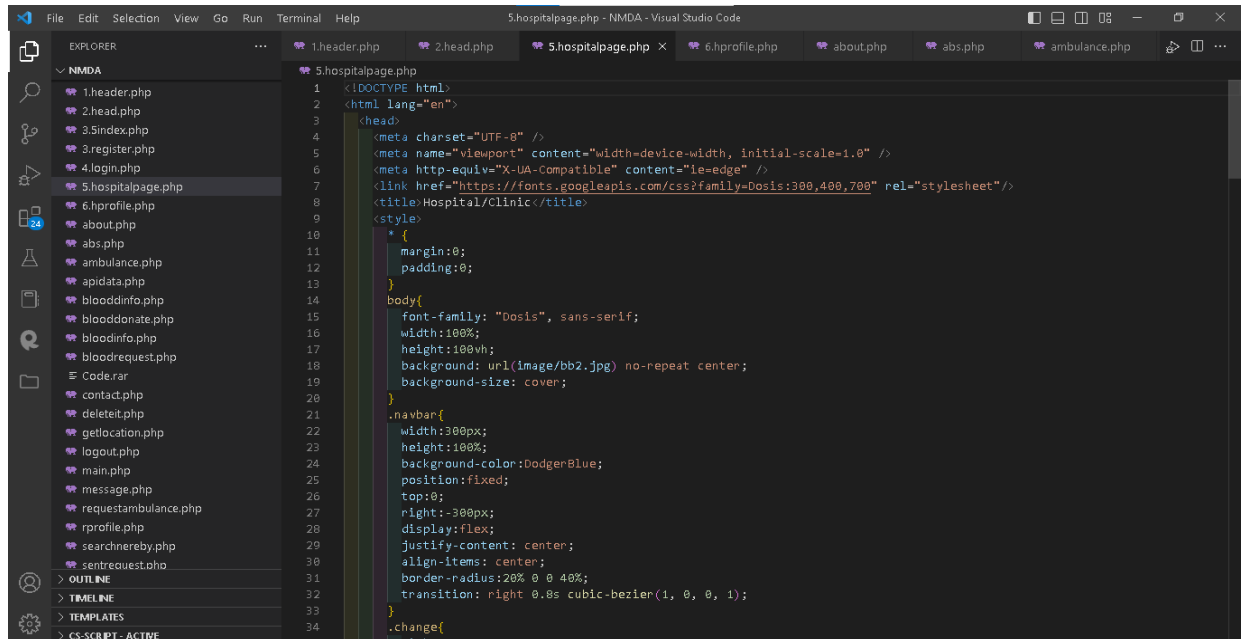 File Edit Selection View Go Run Terminal Help 5.hospitalpage.php - NMDA - Visual Studio Code
EXPLORER
1.header.php 2.head.php 5.hospitalpage.php 6.hprofile.php about.php abs.php ambulance.php
NMDA
1.header.php
2.head.php
3.5index.php
3.register.php
4.login.php
5.hospitalpage.php
6.hprofile.php
about.php
abs.php
ambulance.php
apidata.php
blooddinfo.php
blooddonate.php
bloodinfo.php
bloodrequest.php
Code.rar
contact.php
deleteit.php
getlocation.php
logout.php
main.php
message.php
requestambulance.php
rprofile.php
searchnereby.php
sentrequest.php
OUTLINE
TIMELINE
TEMPLATES
CS-SCRIPT - ACTIVE
24
5.hospitalpage.php
1 <!DOCTYPE html>
2 <html lang="en">
3 <head>
4 <meta charset="UTF-8" />
5 <meta name="viewport" content="width=device-width, initial-scale=1.0" />
6 <meta http-equiv="X-UA-Compatible" content="ie=edge" />
7 <link href="https://fonts.googleapis.com/css?family=Dosis:300,400,700" rel="stylesheet"/>
8 <title>Hospital/Clinic</title>
9 <style>
10 * {
11 margin:0;
12 padding:0;
13 }
14 body{
15 font-family: "Dosis", sans-serif;
16 width:100%;
17 height:100vh;
18 background: url(image/bb2.jpg) no-repeat center;
19 background-size: cover;
20 }
21 .navbar{
22 width:300px;
23 height:100%;
24 background-color:DodgerBlue;
25 position:fixed;
26 top:0;
27 right:-300px;
28 display:flex;
29 justify-content: center;
30 align-items: center;
31 border-radius:20% 0 0 40%;
32 transition: right 0.8s cubic-bezier(1, 0, 0, 1);
33 }
34 .change{